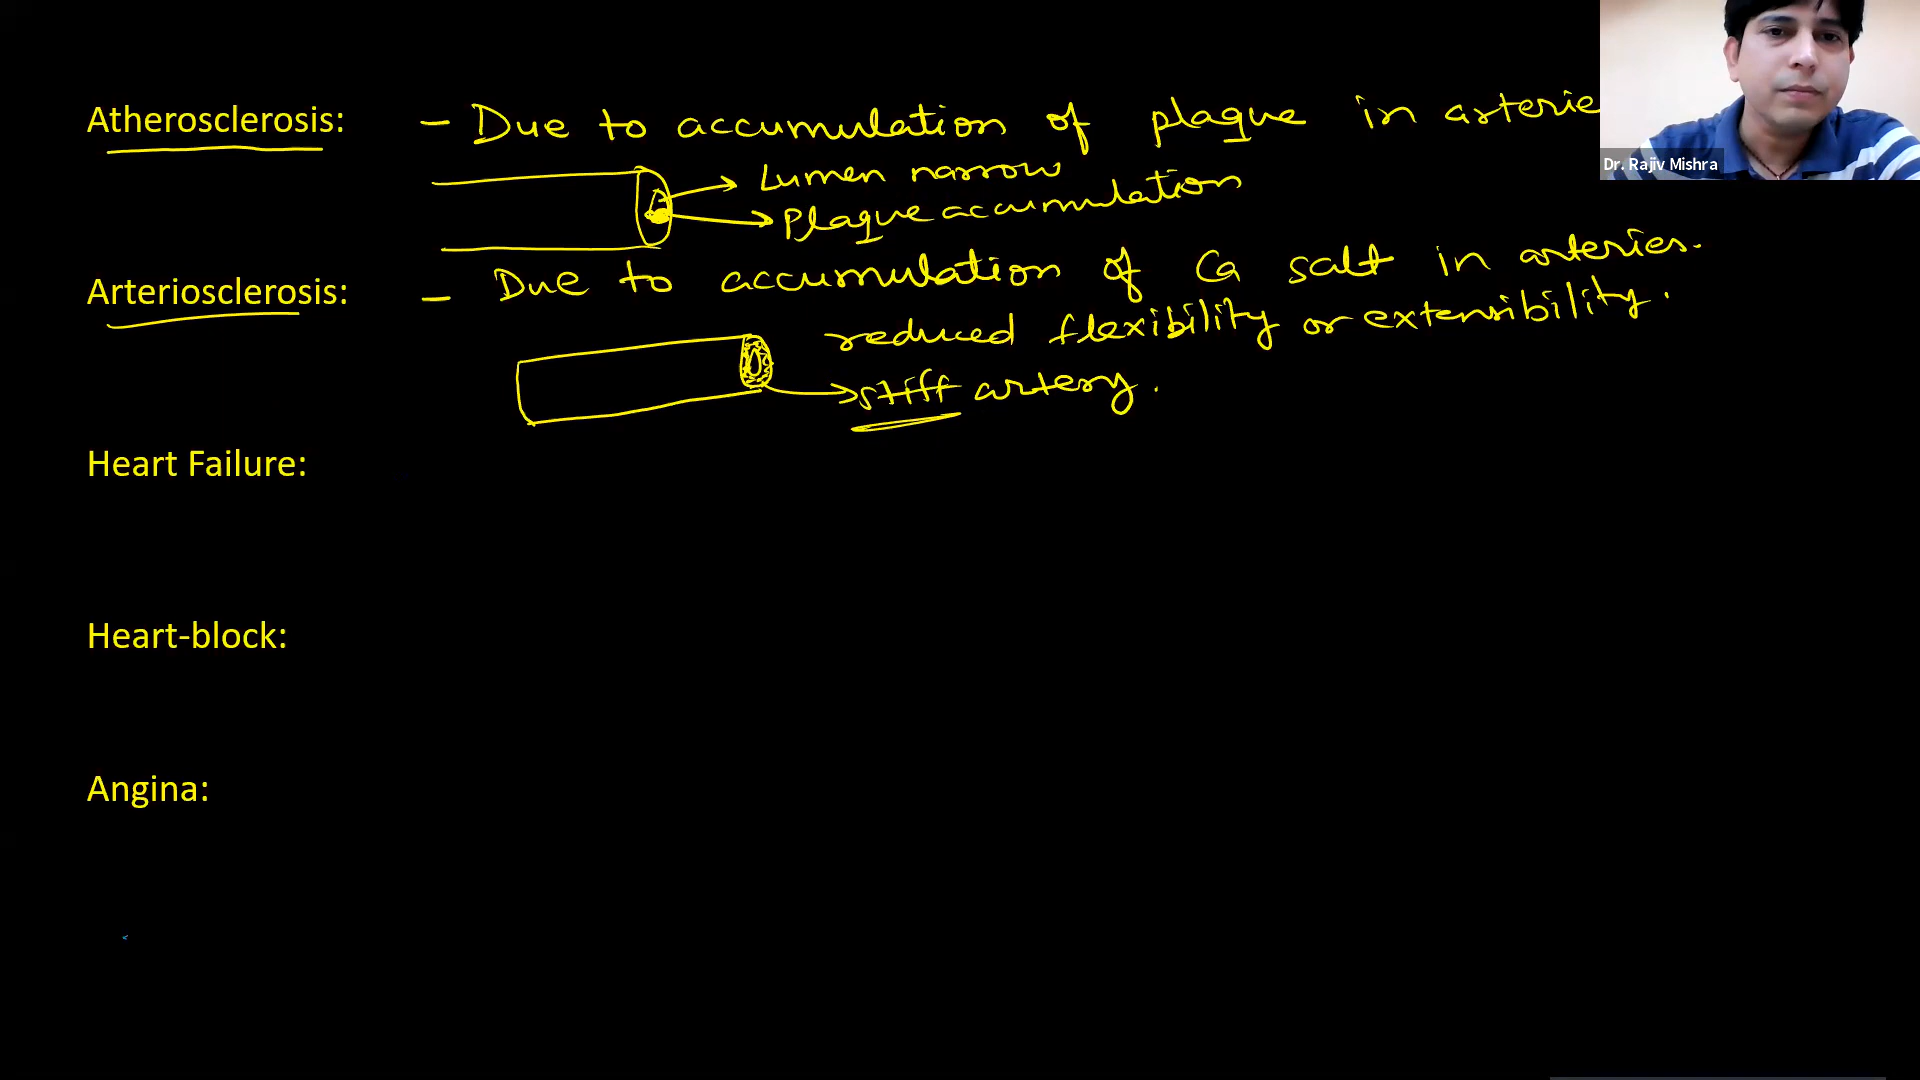 Atherosclerosis: - Due to accumulation of plaque in arterie
Dr. Rajiv Mishra
Lumen narrow
Plaque accumulation
Arteriosclerosis: - Due to accumulation of Ca salt in arteries.
reduced flexibility or extensibility.
stiff artery.
Heart Failure:
Heart-block:
Angina: